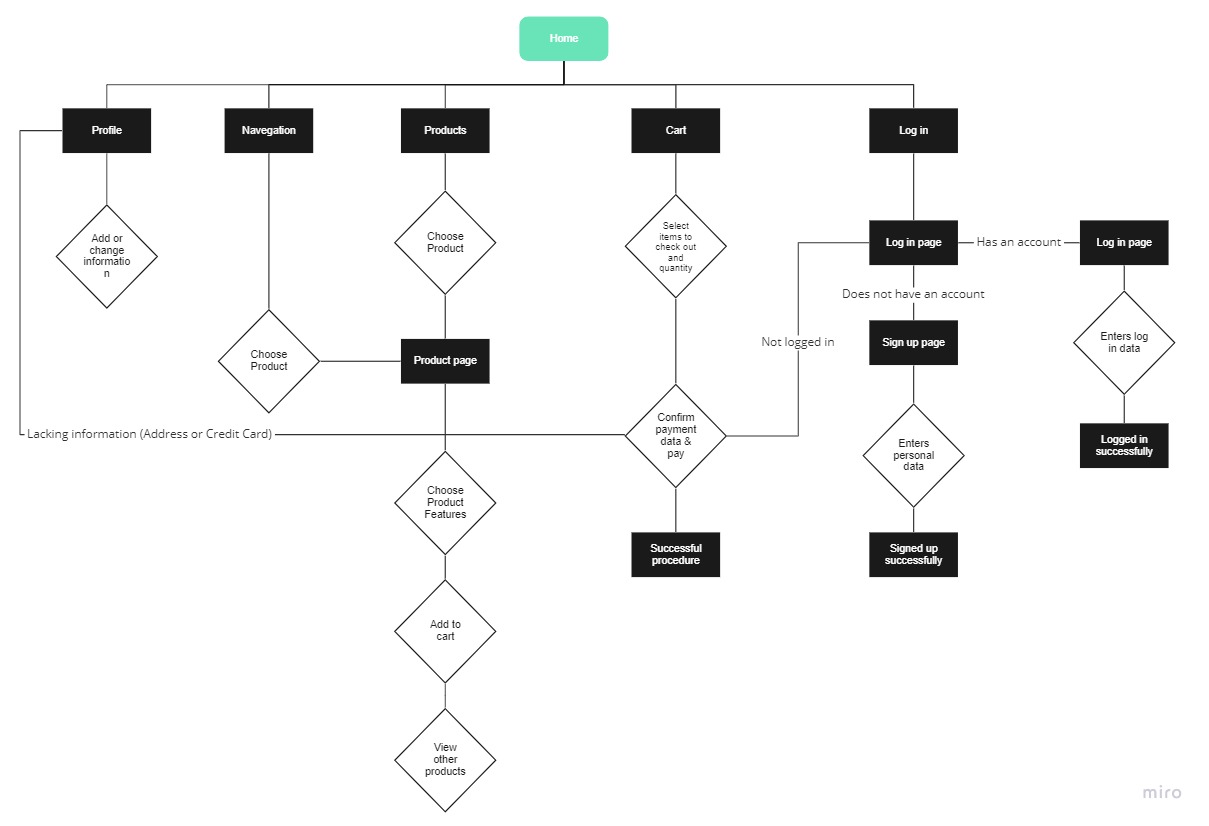 Home
Profile
Navegation
Products
Cart
Log in
Add or
change
informatio
n
Choose
Product
Select
items to
check out
and
quantity
Log in page
Has an account
Log in page
Does not have an account
Not logged in
Sign up page
Enters log
in data
Choose
Product
Product page
Lacking information (Address or Credit Card)
Confirm
payment
data &
pay
Enters
personal
data
Logged in
successfully
Choose
Product
Features
Successful
procedure
Signed up
successfully
Add to
cart
View
other
products
miro